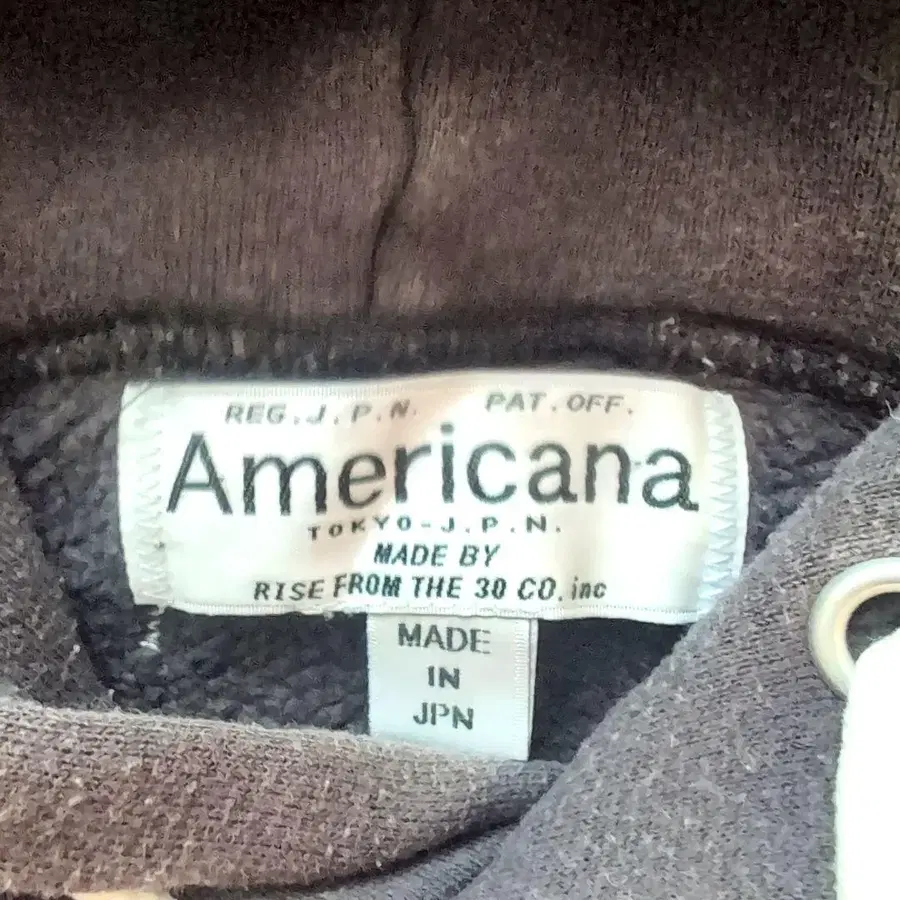 REG.J.P.N. PAT.OFF.
Americana
TOKYO-J.P.N.
MADE BY
RISE FROM THE 30 CO. inc
MADE
IN
JPN